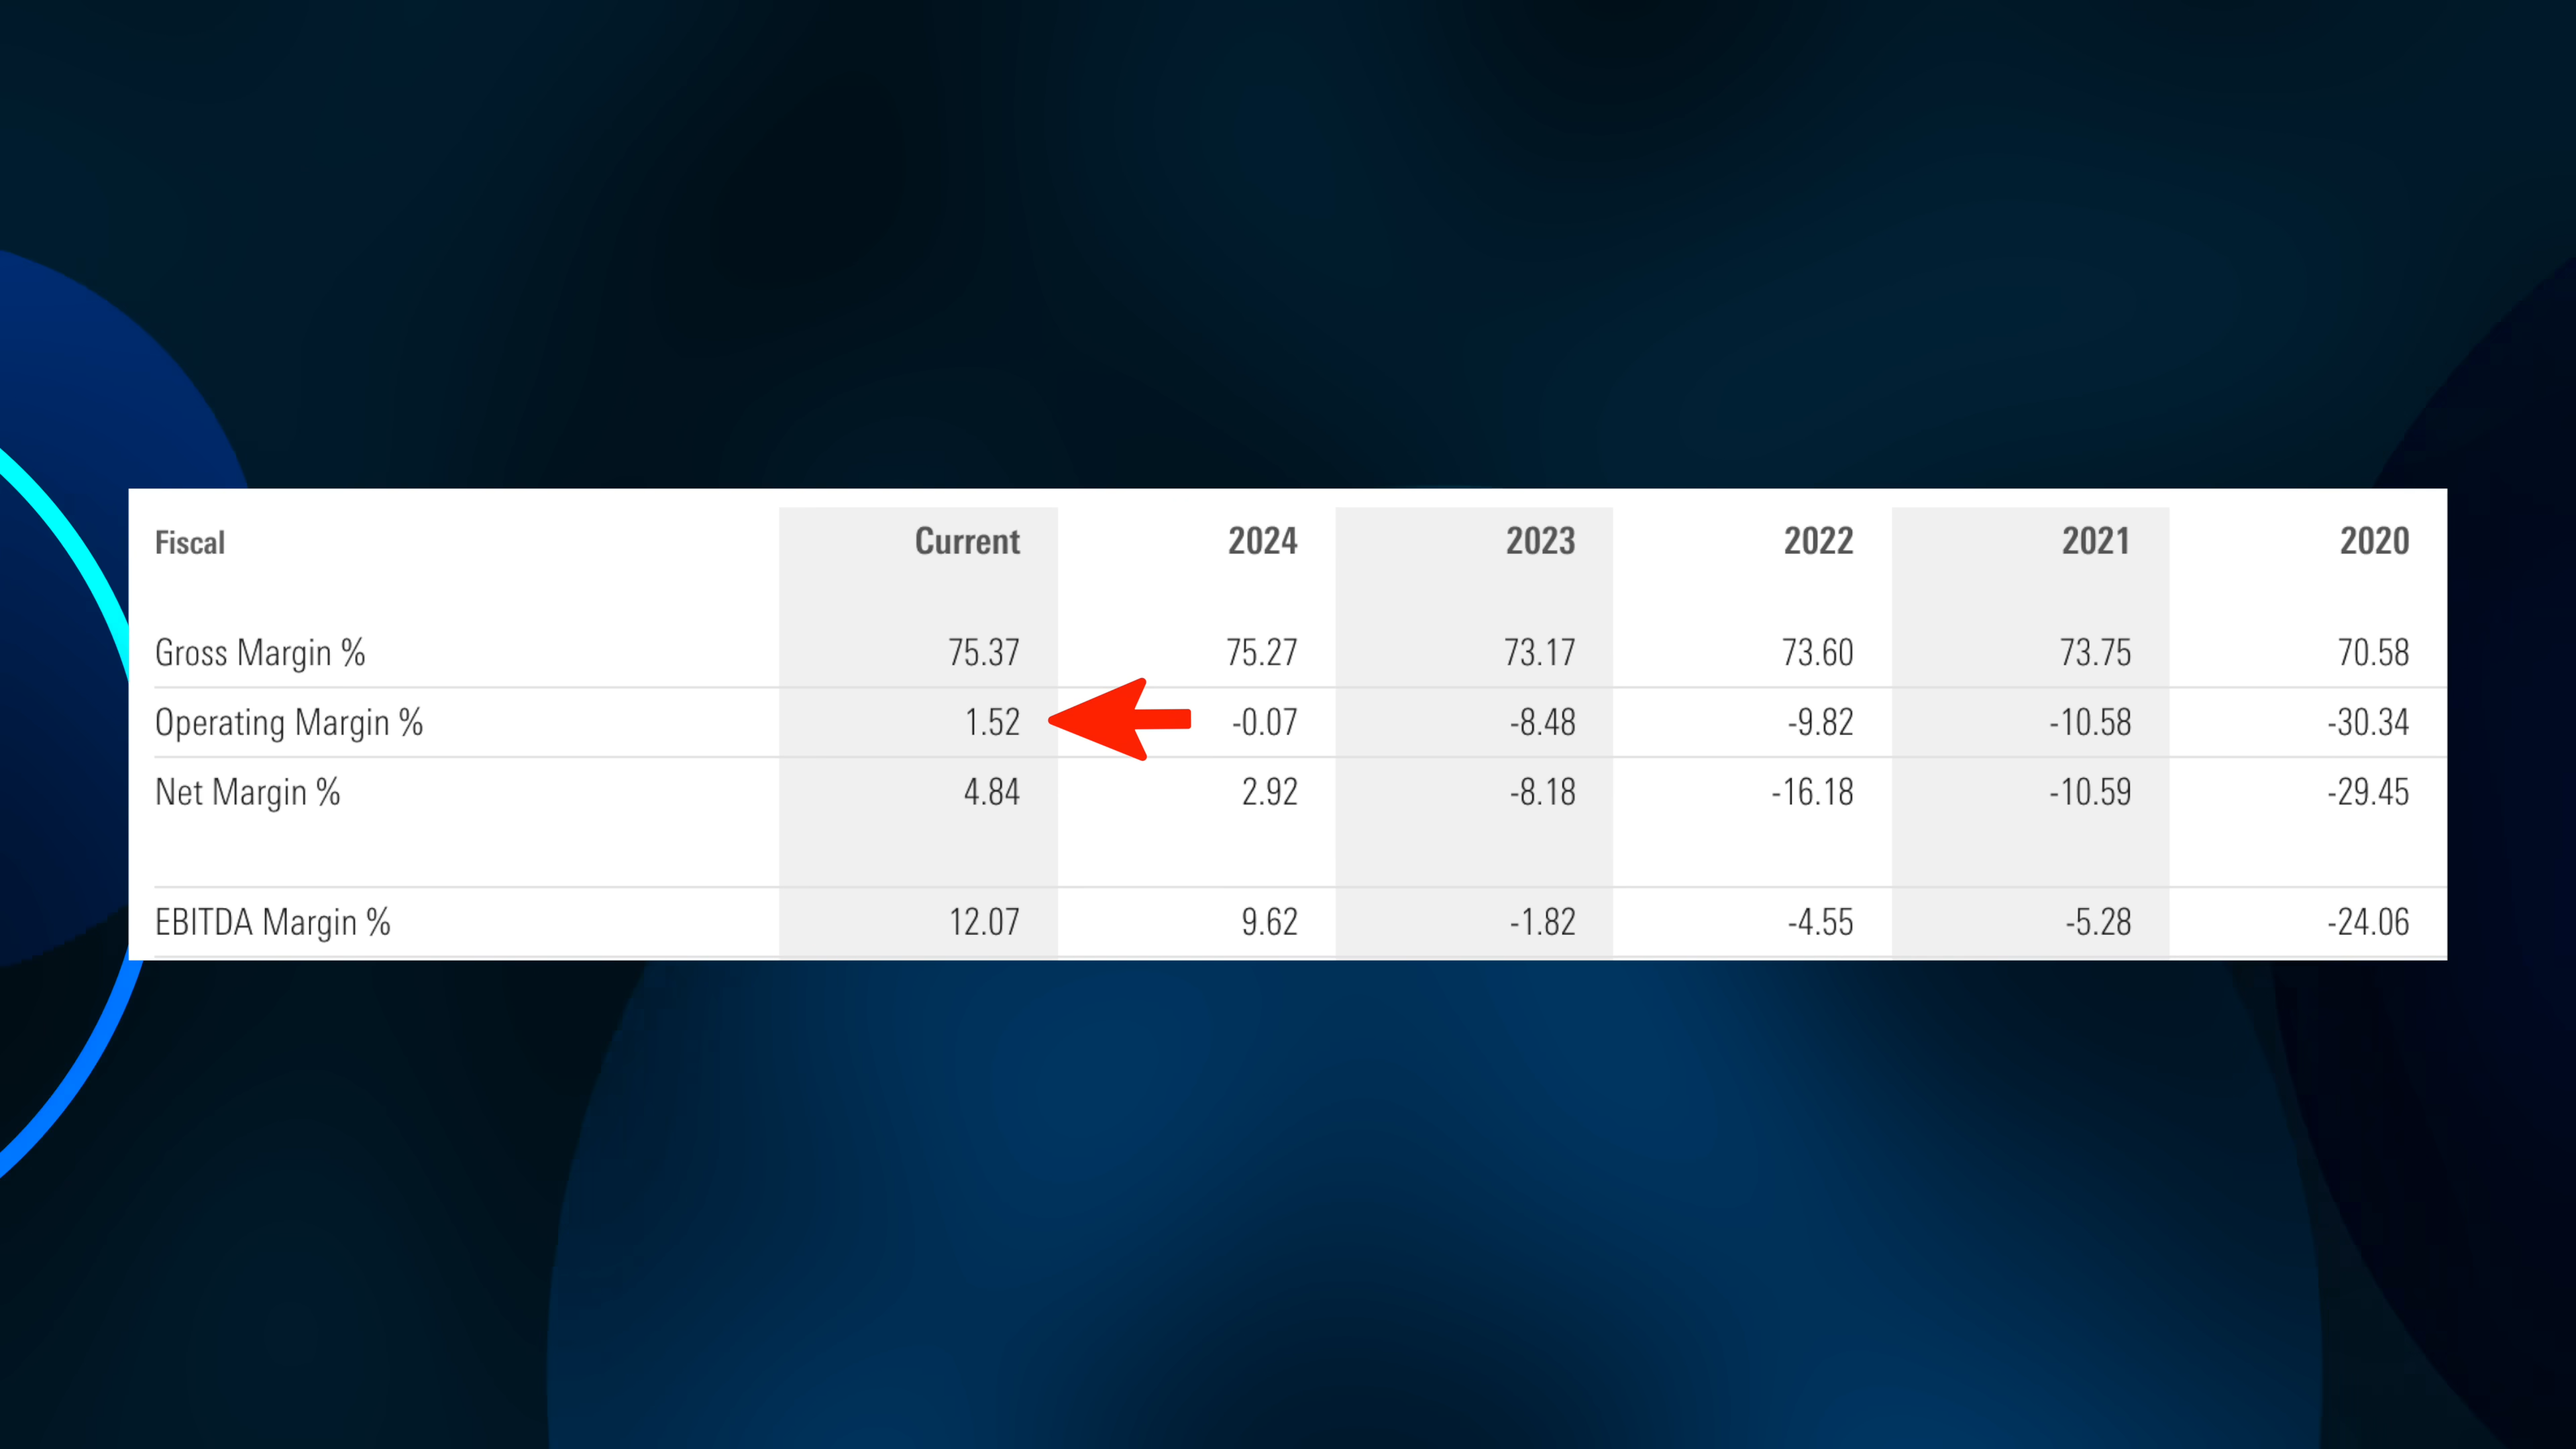 Fiscal Current 2024 2023 2022 2021 2020
Gross Margin % 75.37 75.27 73.17 73.60 73.75 70.58
Operating Margin % 1.52 -0.07 -8.48 -9.82 -10.58 -30.34
Net Margin % 4.84 2.92 -8.18 -16.18 -10.59 -29.45
EBITDA Margin % 12.07 9.62 -1.82 -4.55 -5.28 -24.06